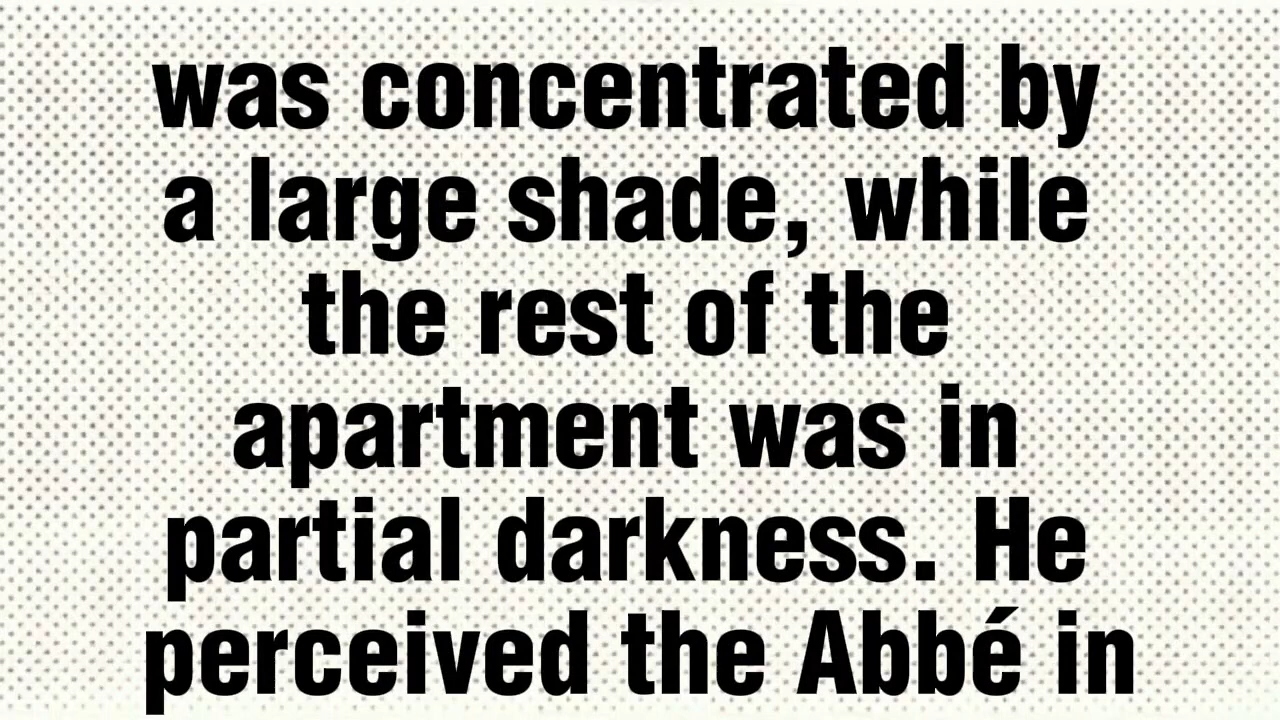 was concentrated by
a large shade, while
the rest of the
apartment was in
partial darkness. He
perceived the Abbé in